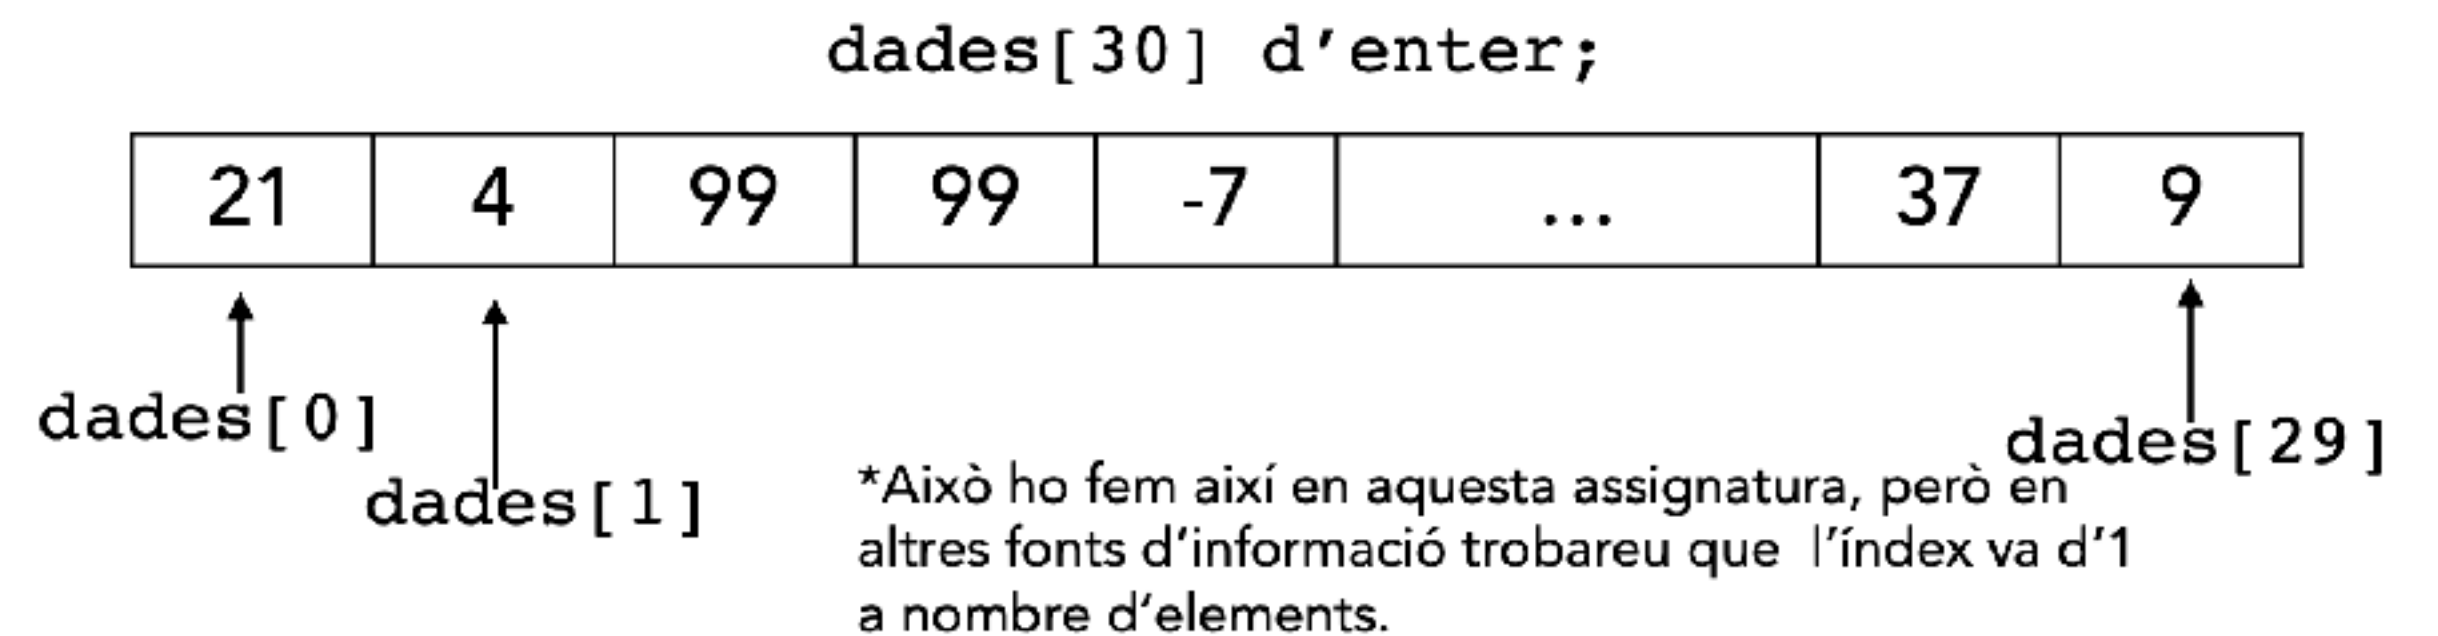 dades[30] d’enter;
21 4 99 99 -7 ... 37 9
dades[0]
dades[1]
dades[29]
*Això ho fem així en aquesta assignatura, però en
altres fonts d’informació trobareu que l’índex va d’1
a nombre d’elements.